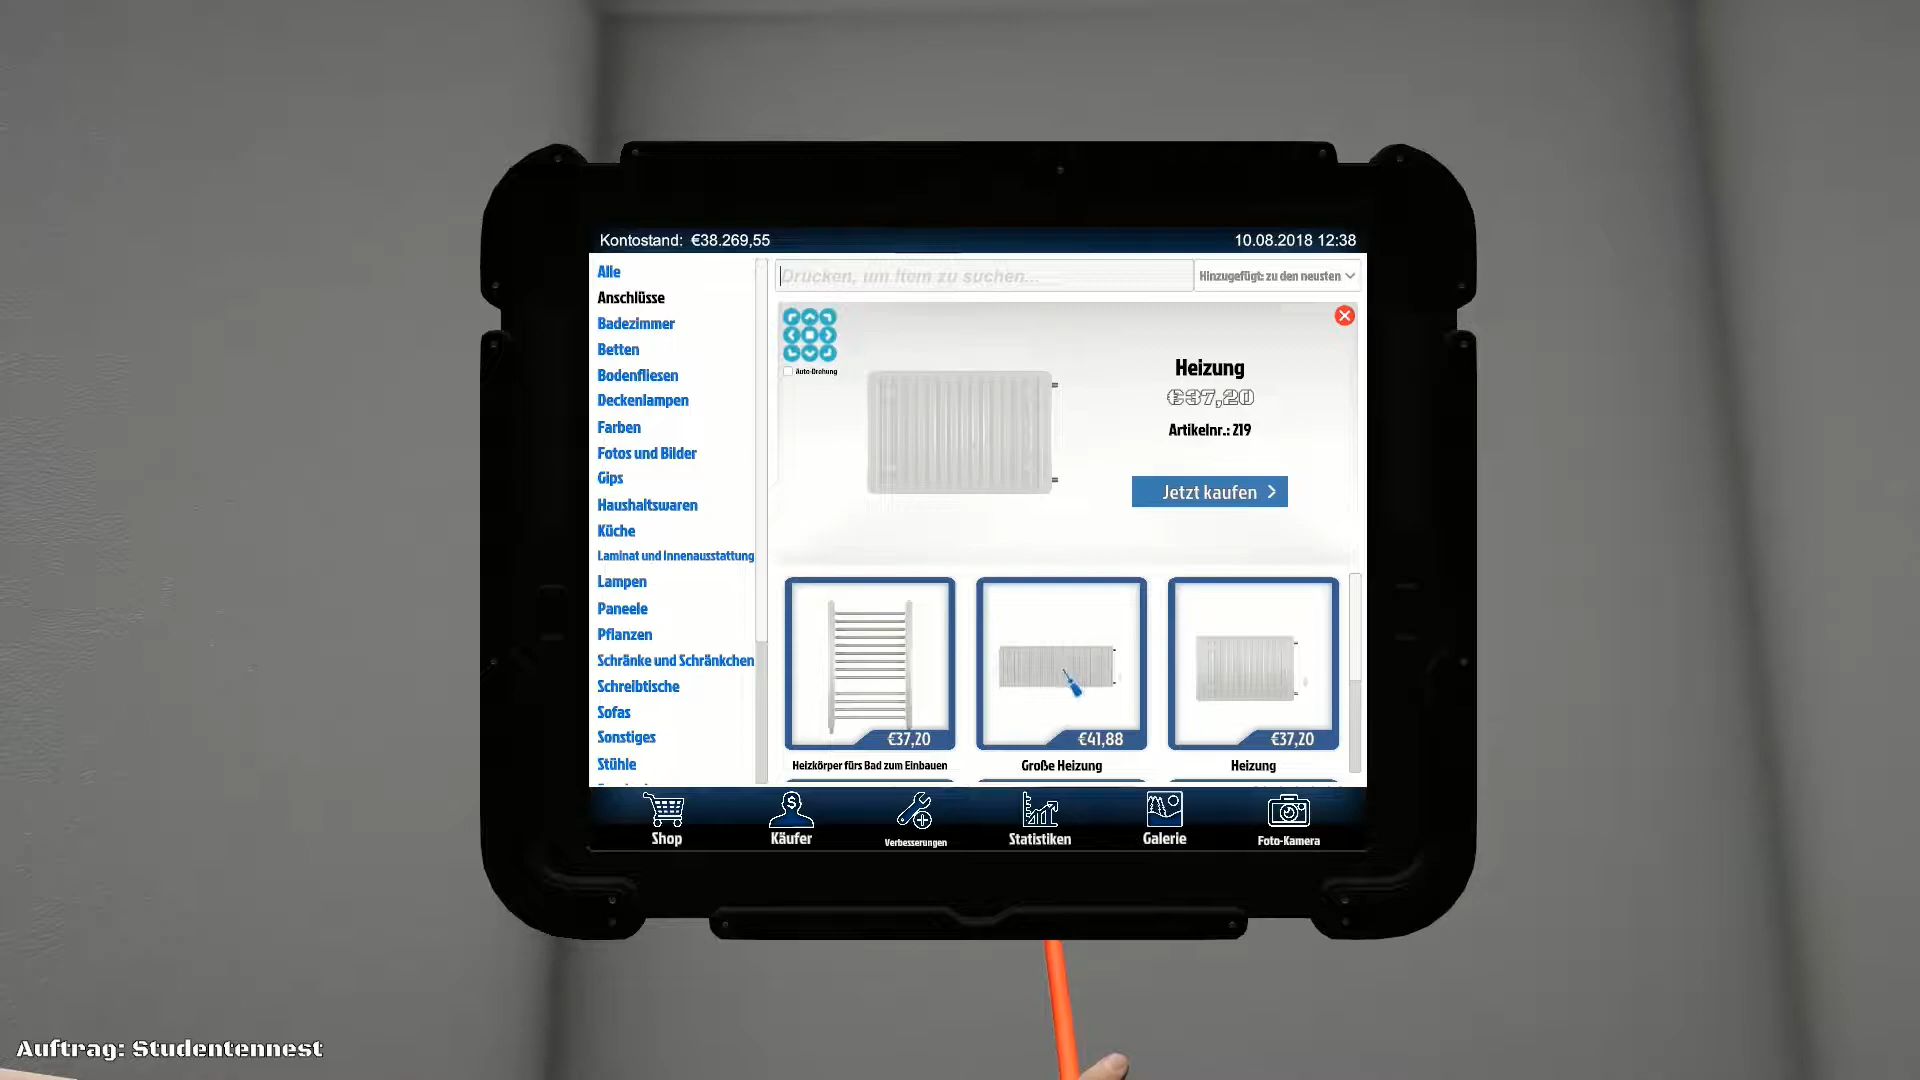 Kontostand: €38.269,55
10.08.2018 12:38
Alle
Anschlüsse
Badezimmer
Betten
Bodenfliesen
Deckenlampen
Farben
Fotos und Bilder
Gips
Haushaltswaren
Küche
Laminat und Innenausstattung
Lampen
Paneele
Pflanzen
Schränke und Schränkchen
Schreibtische
Sofas
Sonstiges
Stühle
Drucken, um Item zu suchen...
Hinzugefügt: zu den neusten
Auto-Drehung
Heizung
€37,20
Artikelnr.: 219
Jetzt kaufen
€37,20
Heizkörper fürs Bad zum Einbauen
€41,88
Große Heizung
€37,20
Heizung
Shop
Käufer
Verbesserungen
Statistiken
Galerie
Foto-Kamera
Auftrag: Studentennest